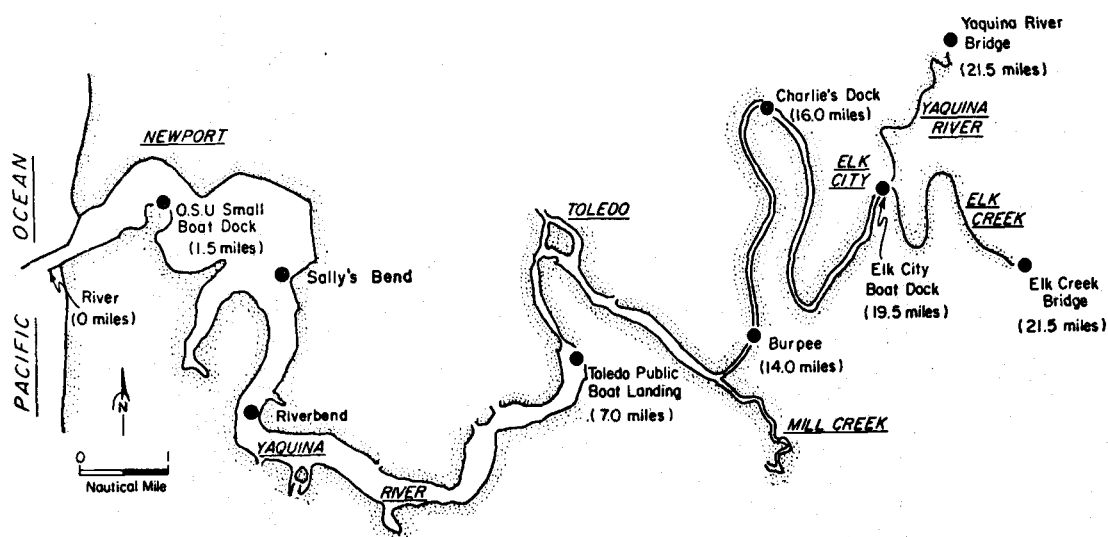 Yaquina River
Bridge
(21.5 miles)
Charlie's Dock
(16.0 miles)
YAQUINA
RIVER
NEWPORT
OCEAN
ELK
CITY
O.S.U Small
Boat Dock
(1.5 miles)
TOLEDO
ELK
CREEK
Sally's Bend
Elk City
Boat Dock
(19.5 miles)
Elk Creek
Bridge
(21.5 miles)
River
(0 miles)
PACIFIC
Burpee
(14.0 miles)
Toledo Public
Boat Landing
(7.0 miles)
N
Riverbend
MILL CREEK
YAQUINA
RIVER
0 1
Nautical Mile